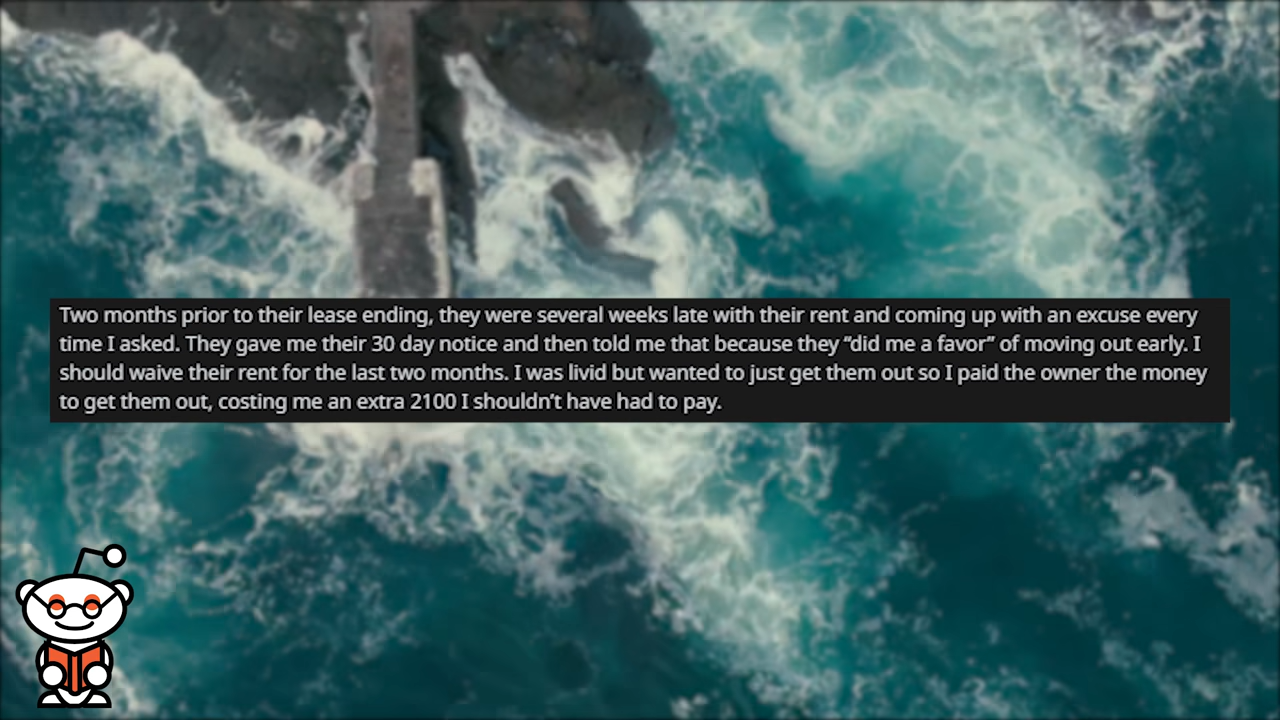 Two months prior to their lease ending, they were several weeks late with their rent and coming up with an excuse every
time I asked. They gave me their 30 day notice and then told me that because they “did me a favor” of moving out early. I
should waive their rent for the last two months. I was livid but wanted to just get them out so I paid the owner the money
to get them out, costing me an extra 2100 I shouldn’t have had to pay.